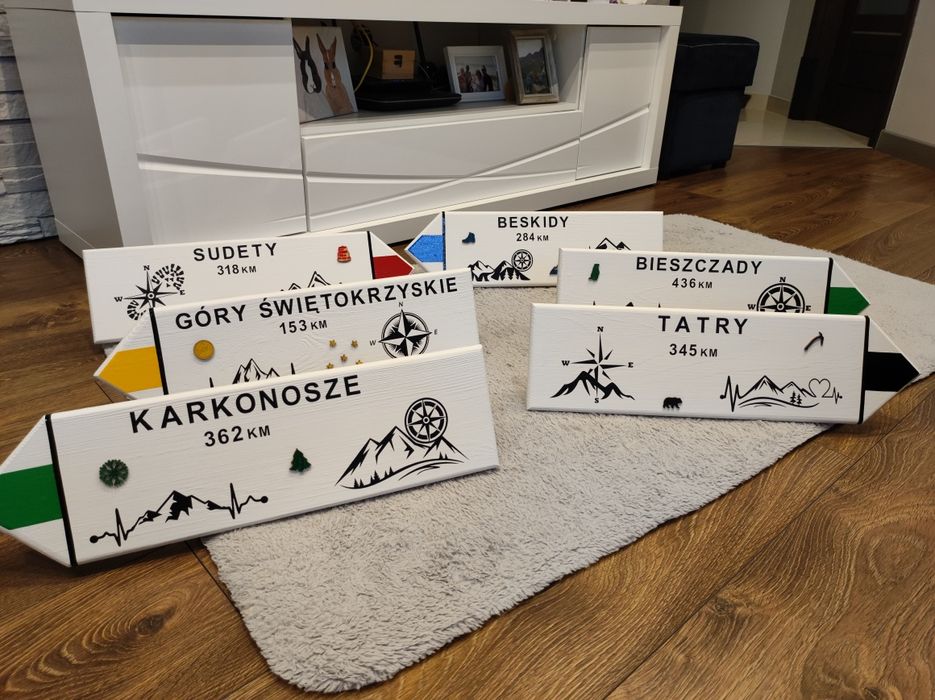 BESKIDY
284 KM
SUDETY
318 KM
N
W
E
BIESZCZADY
436 KM
N
W
E
GÓRY ŚWIĘTOKRZYSKIE
153 KM
N
W
E
TATRY
345 KM
N
W
E
S
KARKONOSZE
362 KM